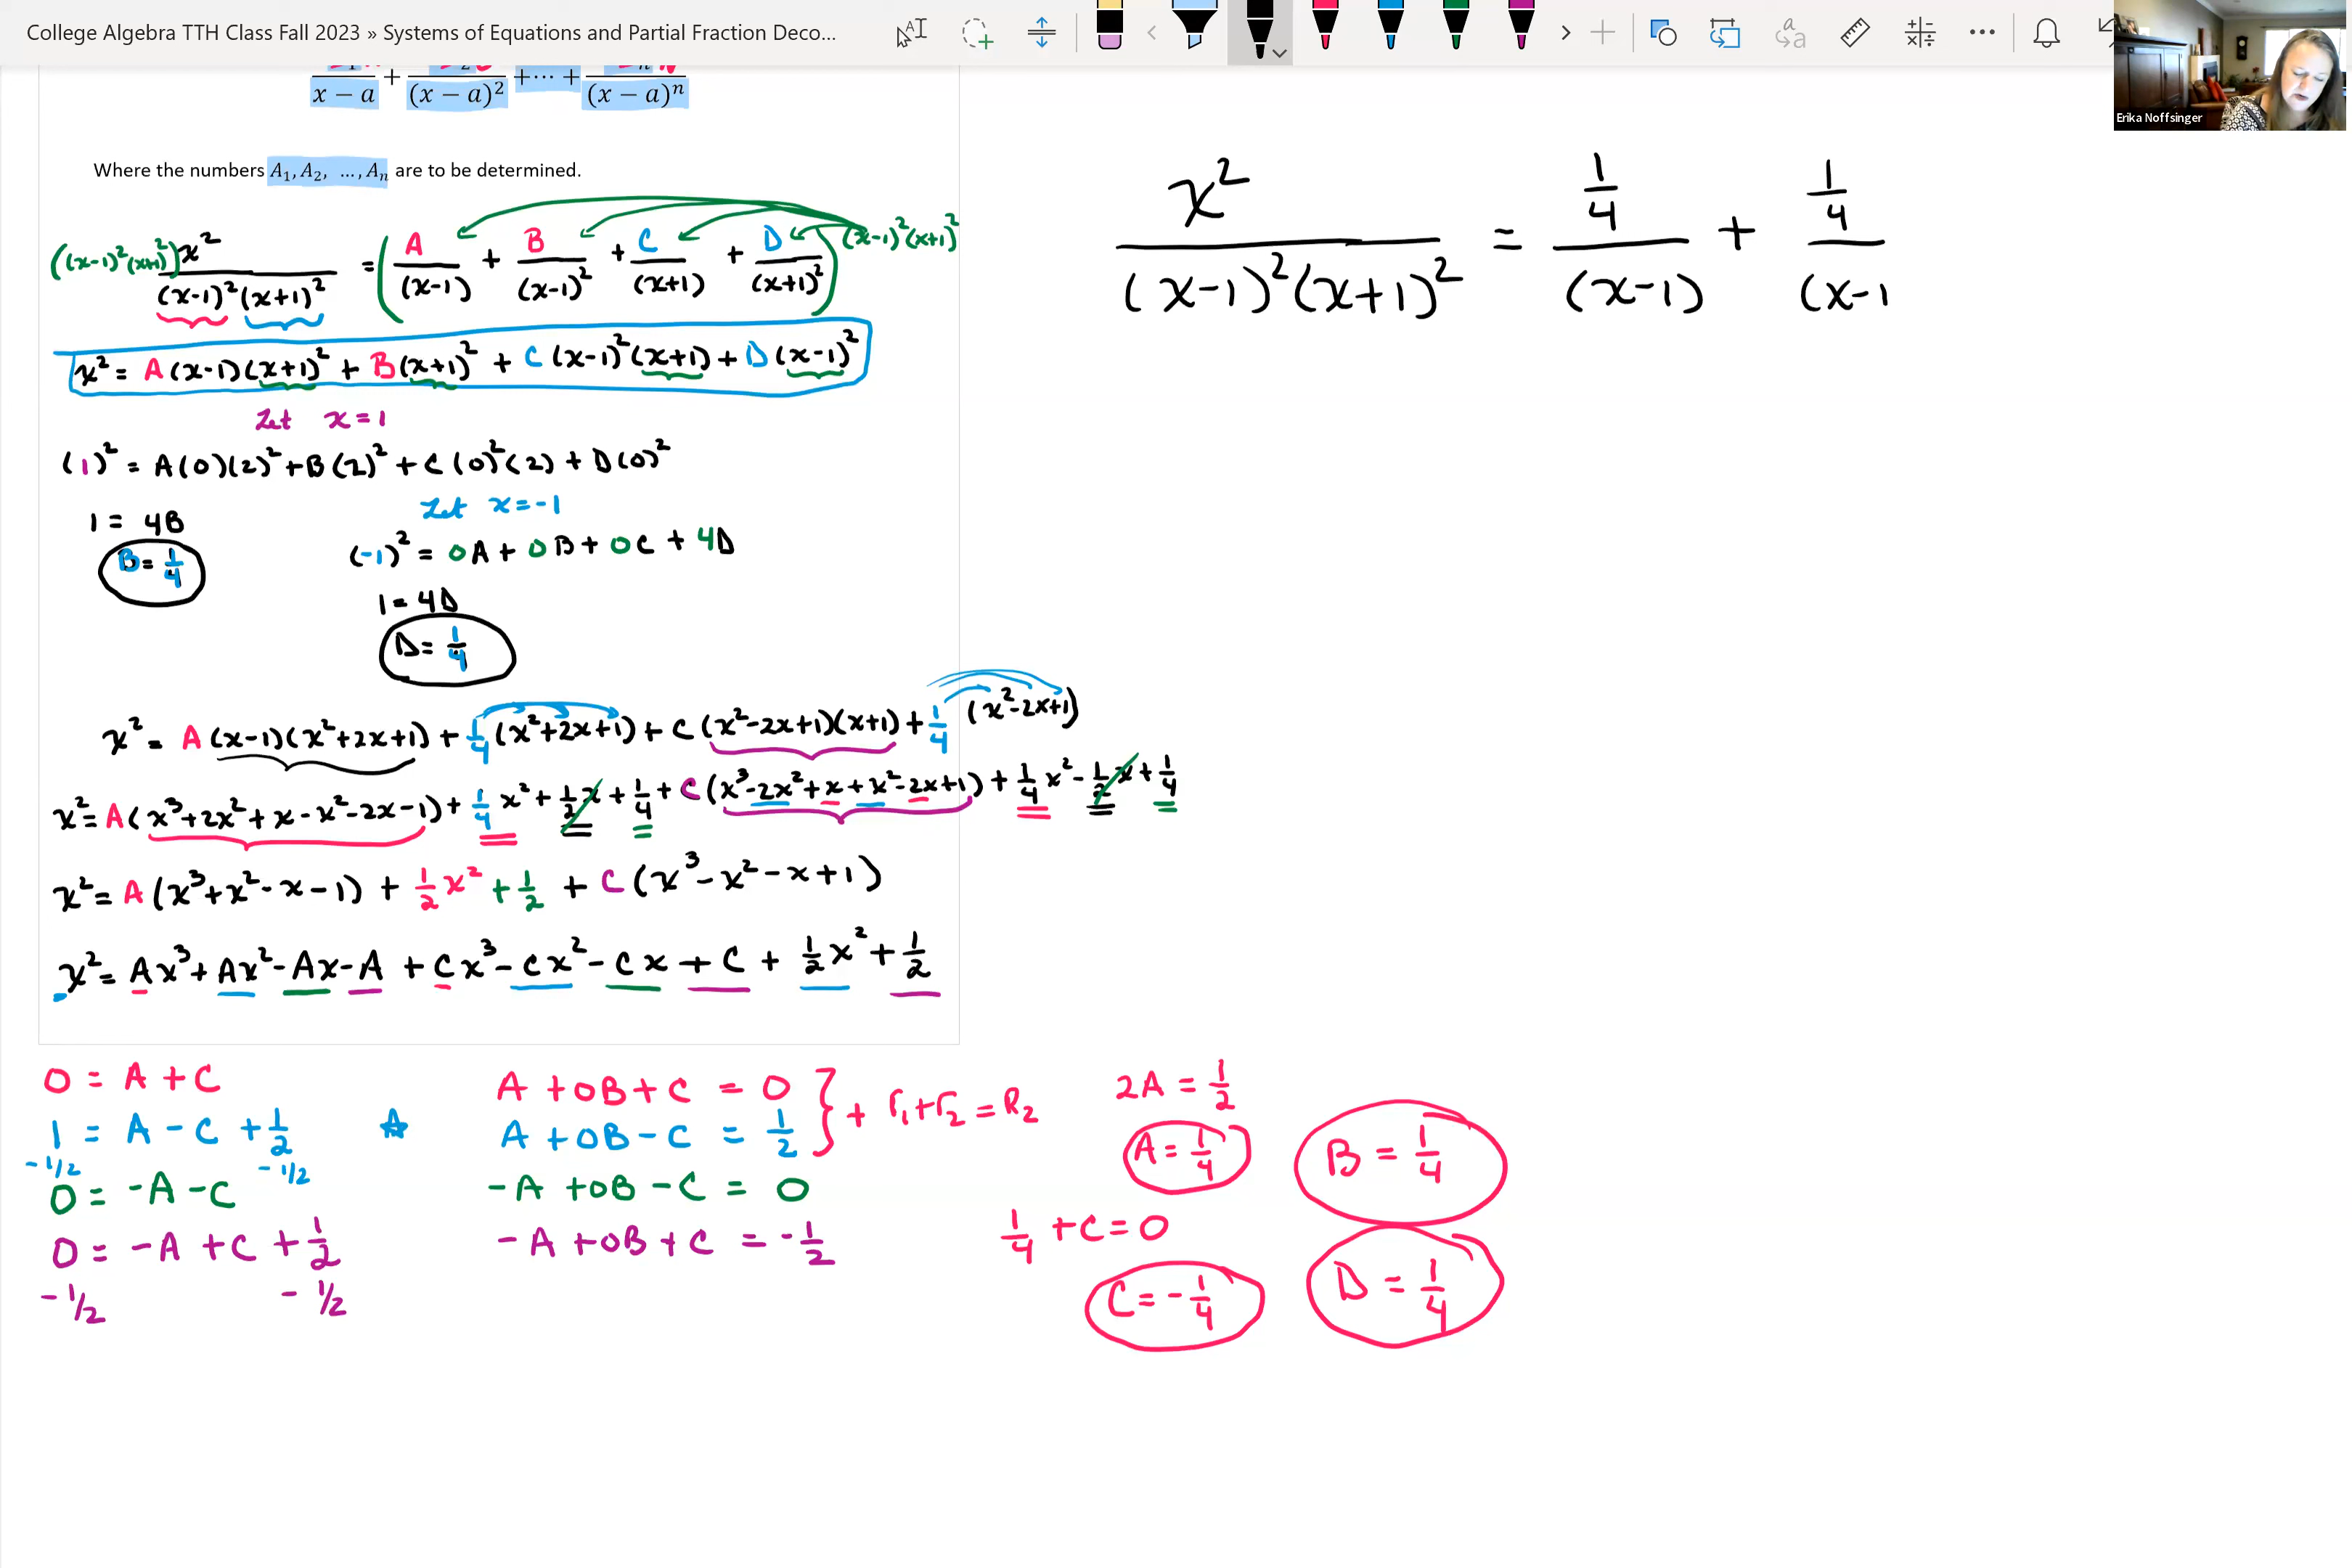 College Algebra TTH Class Fall 2023 » Systems of Equations and Partial Fraction Deco...
Erika Noffsinger
x − a + (x − a)² +⋯ + (x − a)ⁿ
Where the numbers A₁, A₂, …, Aₙ are to be determined.
((x-1)²(x+1)²) x² / (x-1)²(x+1)² = ( A/(x-1) + B/(x-1)² + C/(x+1) + D/(x+1)² ) (x-1)²(x+1)²
x² = A(x-1)(x+1)² + B(x+1)² + C(x-1)²(x+1) + D(x-1)²
Let x = 1
(1)² = A(0)(2)² + B(2)² + C(0)²(2) + D(0)²
1 = 4B
B = 1/4
Let x = -1
(-1)² = 0A + 0B + 0C + 4D
1 = 4D
D = 1/4
x² = A(x-1)(x²+2x+1) + 1/4(x²+2x+1) + C(x²-2x+1)(x+1) + 1/4(x²-2x+1)
x² = A(x³+2x²+x-x²-2x-1) + 1/4x² + 1/2x + 1/4 + C(x³-2x²+x+x²-2x+1) + 1/4x² - 1/2x + 1/4
x² = A(x³+x²-x-1) + 1/2x² + 1/2 + C(x³-x²-x+1)
x² = Ax³+Ax²-Ax-A + Cx³-Cx²-Cx+C + 1/2x² + 1/2
0 = A + C
1 = A - C + 1/2
-1/2 -1/2
0 = -A - C
0 = -A + C + 1/2
-1/2 -1/2
A + 0B + C = 0
A + 0B - C = 1/2
-A + 0B - C = 0
-A + 0B + C = -1/2
} + r₁+r₂=R₂
2A = 1/2
A = 1/4
1/4 + C = 0
C = -1/4
B = 1/4
D = 1/4
x² / (x-1)²(x+1)² = 1/4 / (x-1) + 1/4 / (x-1